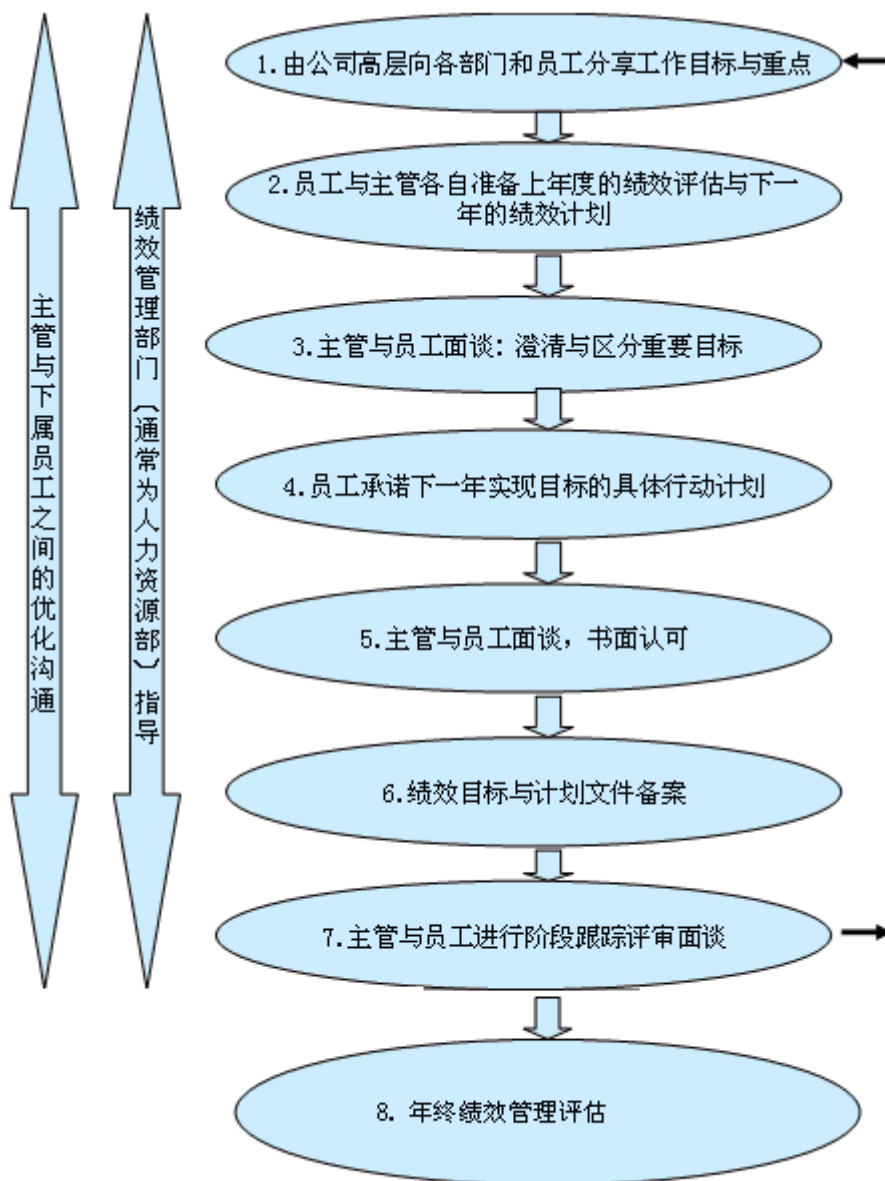 1.由公司高层向各部门和员工分享工作目标与重点
2.员工与主管各自准备上年度的绩效评估与下一
年的绩效计划
3.主管与员工面谈：澄清与区分重要目标
4.员工承诺下一年实现目标的具体行动计划
5.主管与员工面谈，书面认可
6.绩效目标与计划文件备案
7.主管与员工进行阶段跟踪评审面谈
8. 年终绩效管理评估
主管与下属员工之间的优化沟通
绩效管理部门（通常为人力资源部）指导